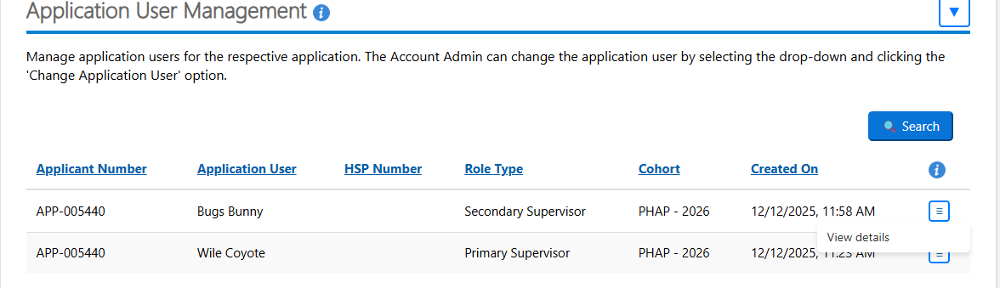 Application User Management i
▼
Manage application users for the respective application. The Account Admin can change the application user by selecting the drop-down and clicking the
'Change Application User' option.
Search
Applicant Number Application User HSP Number Role Type Cohort Created On i
APP-005440 Bugs Bunny Secondary Supervisor PHAP - 2026 12/12/2025, 11:58 AM
View details
APP-005440 Wile Coyote Primary Supervisor PHAP - 2026 12/12/2025, 11:23 AM